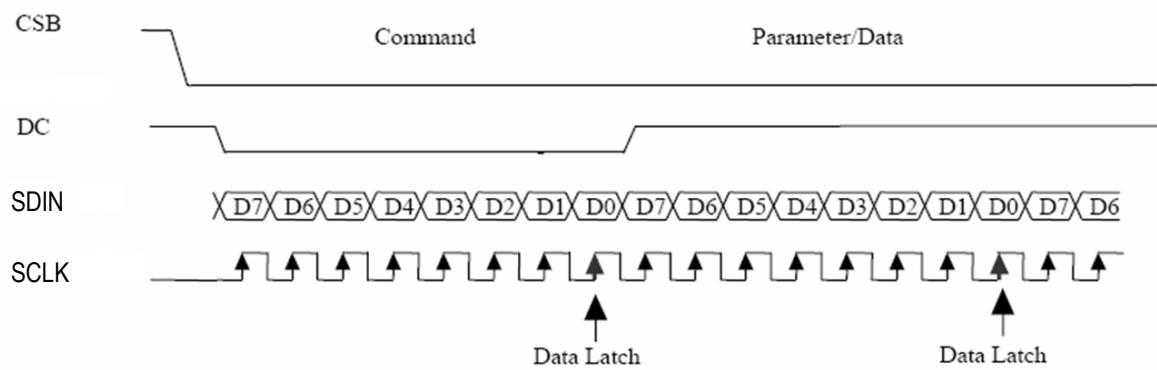 CSB
Command Parameter/Data
DC
SDIN D7 D6 D5 D4 D3 D2 D1 D0 D7 D6 D5 D4 D3 D2 D1 D0 D7 D6
SCLK
Data Latch Data Latch